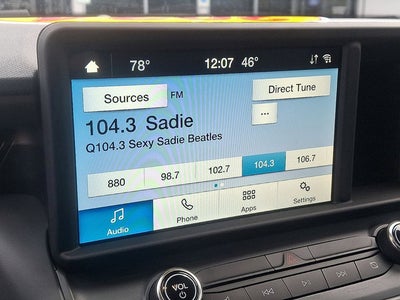 78° 12:07 46°
Sources FM Direct Tune
104.3 Sadie
...
Q104.3 Sexy Sadie Beatles
880 98.7 102.7 104.3 106.7
Audio Phone Apps Settings
VOL